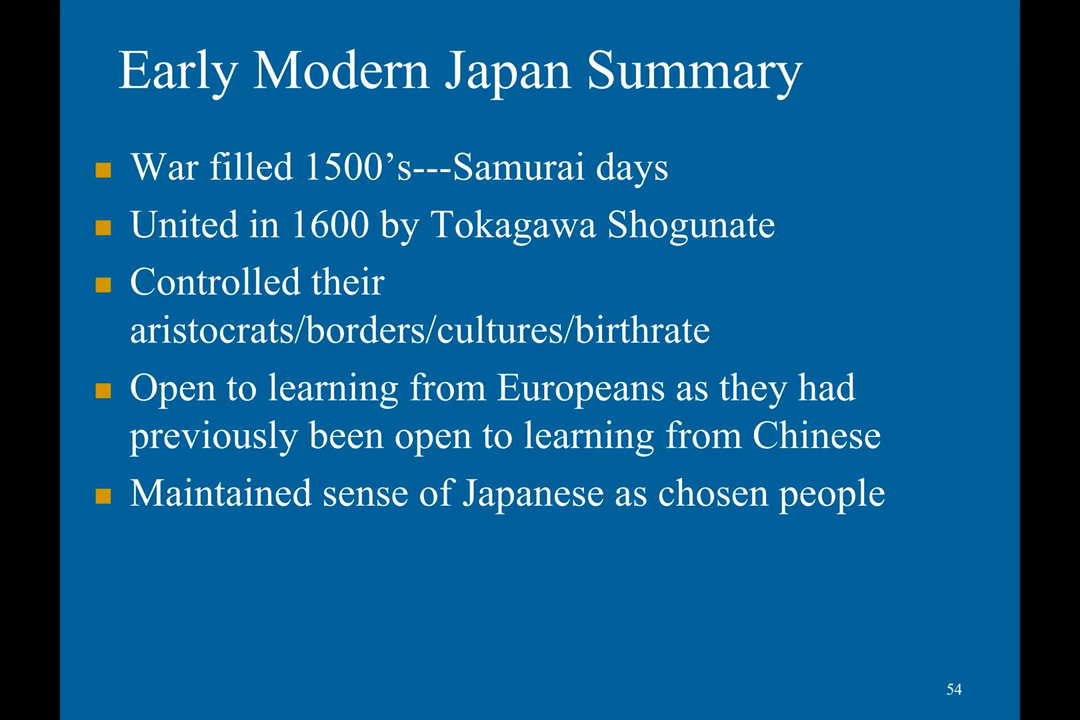 Early Modern Japan Summary
War filled 1500’s---Samurai days
United in 1600 by Tokagawa Shogunate
Controlled their
aristocrats/borders/cultures/birthrate
Open to learning from Europeans as they had
previously been open to learning from Chinese
Maintained sense of Japanese as chosen people
54